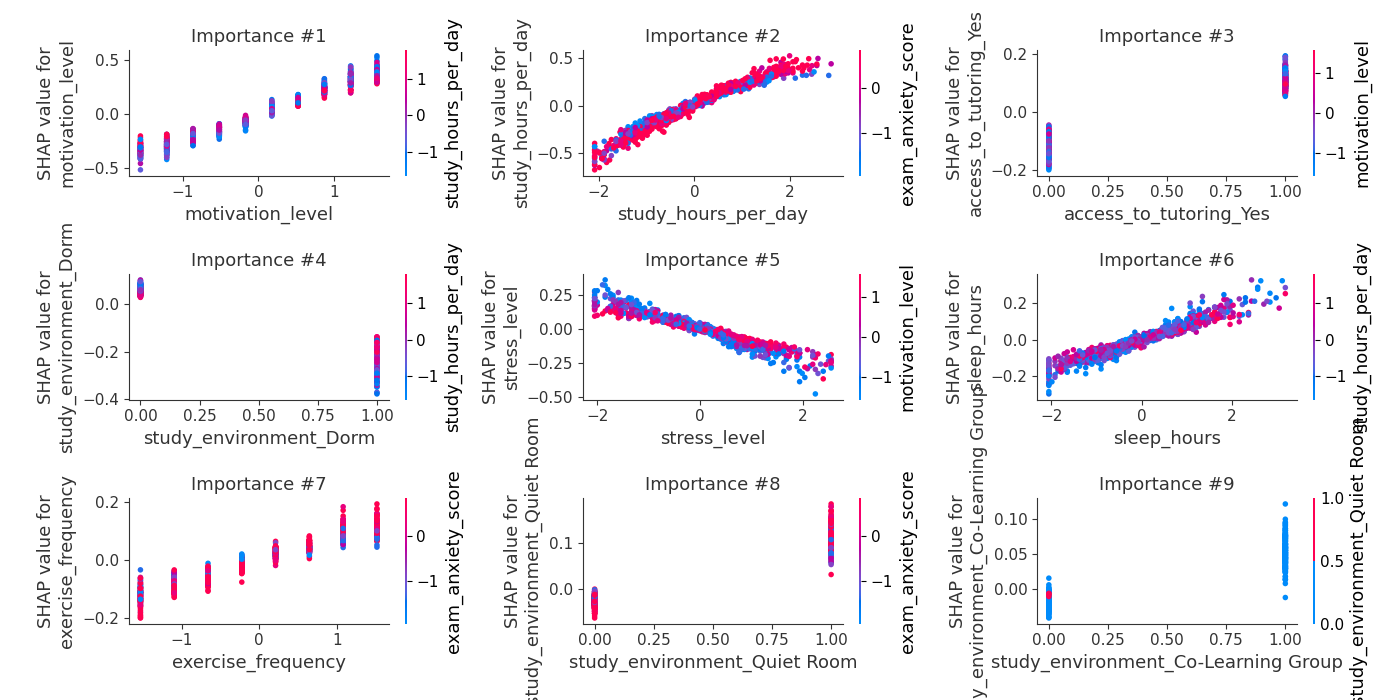 Importance #1
SHAP value for
motivation_level
0.5
0.0
−0.5
−1
0
1
motivation_level
1
0
−1
study_hours_per_day
Importance #2
SHAP value for
study_hours_per_day
0.5
0.0
−0.5
−2
0
2
study_hours_per_day
0
−1
exam_anxiety_score
Importance #3
SHAP value for
access_to_tutoring_Yes
0.2
0.0
−0.2
0.00
0.25
0.50
0.75
1.00
access_to_tutoring_Yes
1
0
−1
motivation_level
Importance #4
SHAP value for
study_environment_Dorm
0.0
−0.2
−0.4
0.00
0.25
0.50
0.75
1.00
study_environment_Dorm
1
0
−1
study_hours_per_day
Importance #5
SHAP value for
stress_level
0.25
0.00
−0.25
−0.50
−2
0
2
stress_level
1
0
−1
motivation_level
Importance #6
SHAP value for
sleep_hours
0.2
0.0
−0.2
−2
0
2
sleep_hours
1
0
−1
study_hours_per_day
Importance #7
SHAP value for
exercise_frequency
0.2
0.0
−0.2
−1
0
1
exercise_frequency
0
−1
exam_anxiety_score
Importance #8
SHAP value for
study_environment_Quiet Room
0.1
0.0
0.00
0.25
0.50
0.75
1.00
study_environment_Quiet Room
0
−1
exam_anxiety_score
Importance #9
SHAP value for
y_environment_Co-Learning Group
0.10
0.05
0.00
0.00
0.25
0.50
0.75
1.00
study_environment_Co-Learning Group
1.0
0.5
0.0
study_environment_Quiet Room